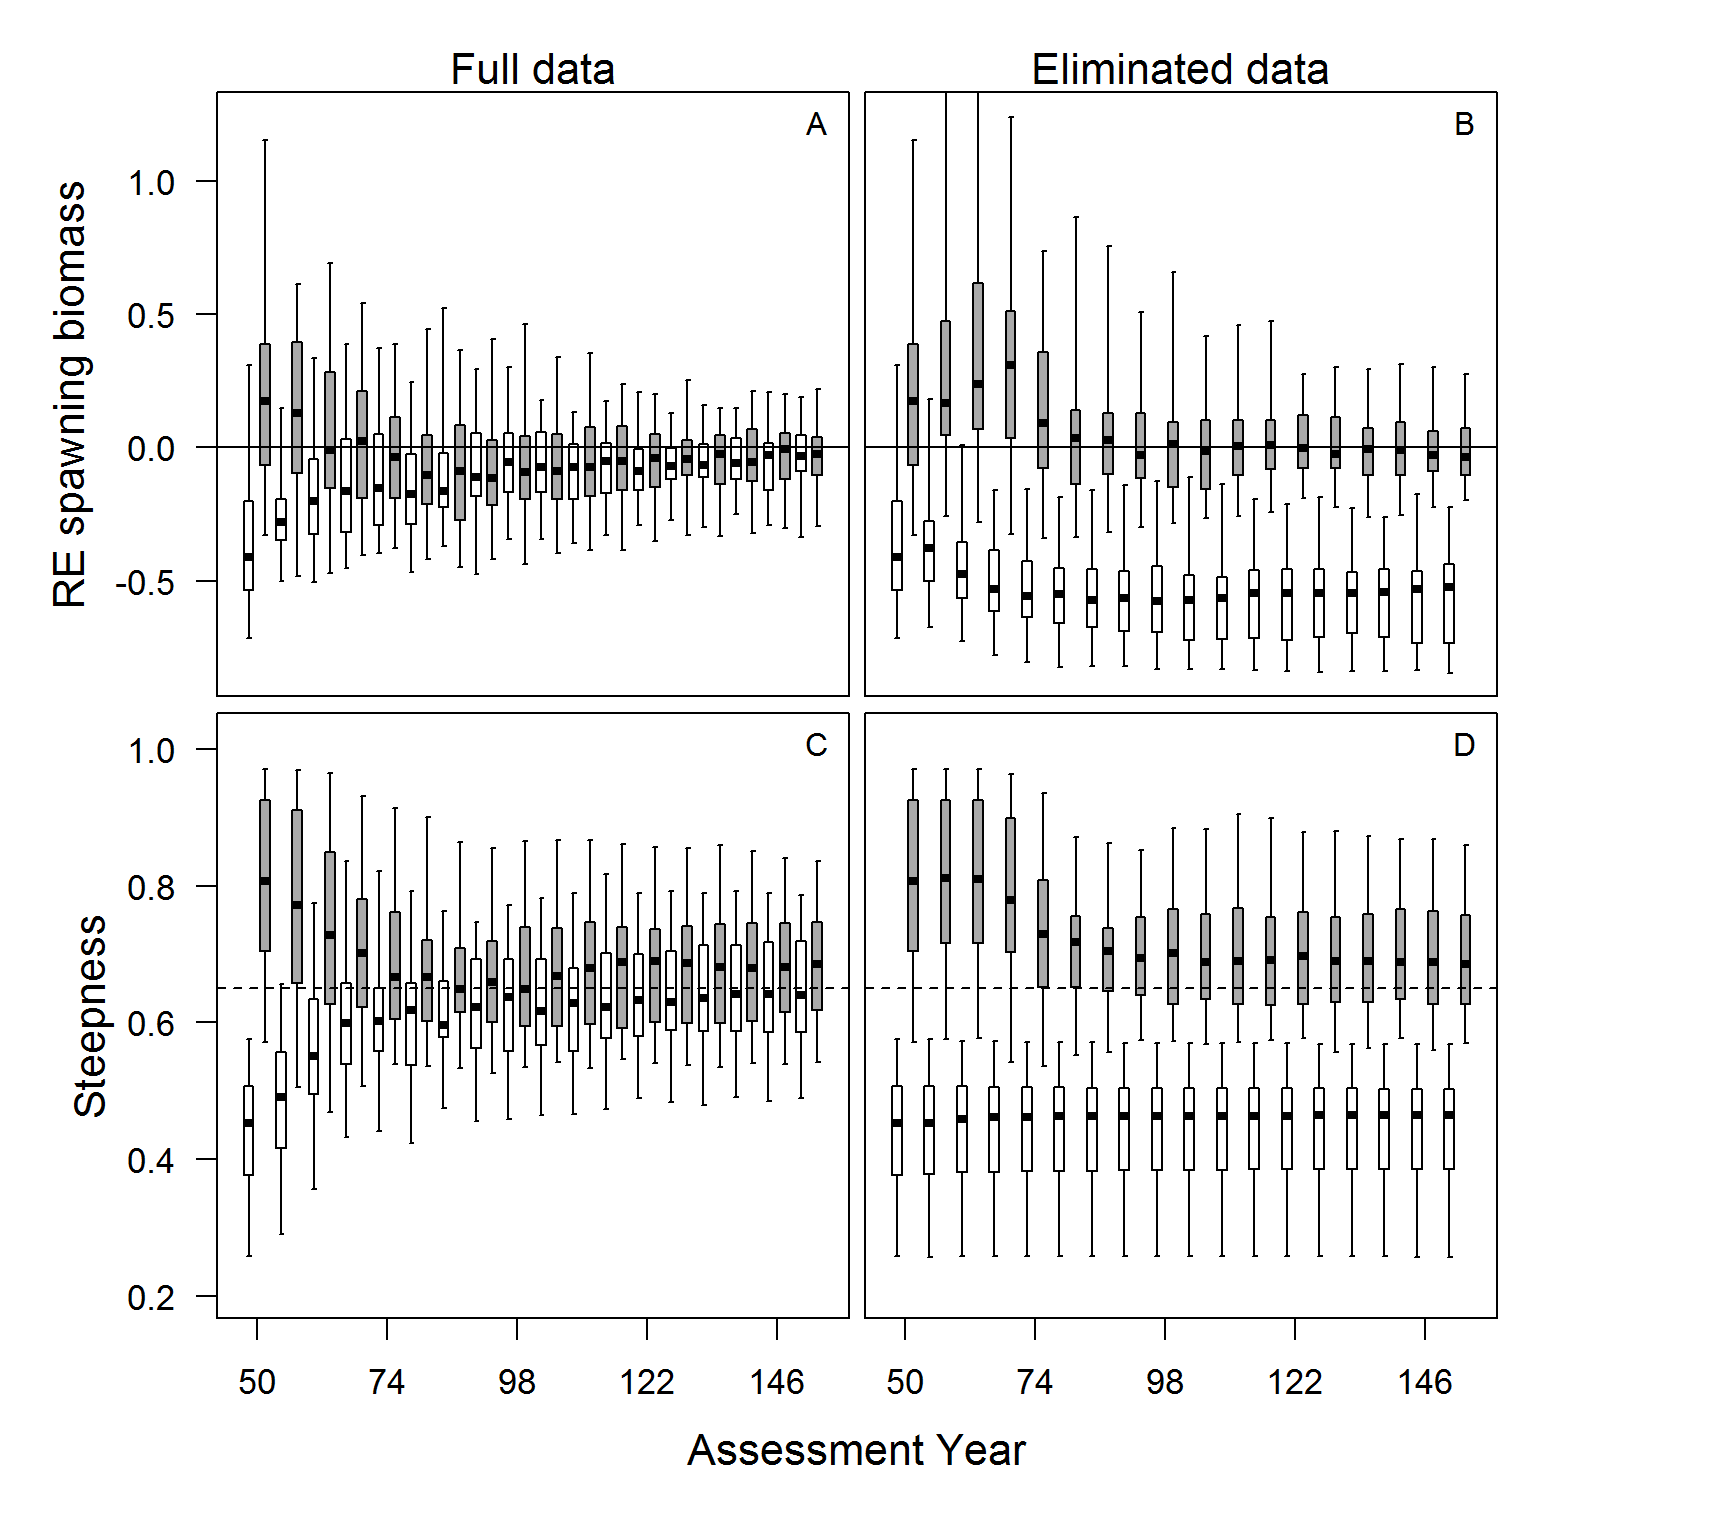 Full data
Eliminated data
RE spawning biomass
1.0
0.5
0.0
-0.5
A
B
Steepness
1.0
0.8
0.6
0.4
0.2
C
D
50 74 98 122 146
50 74 98 122 146
Assessment Year